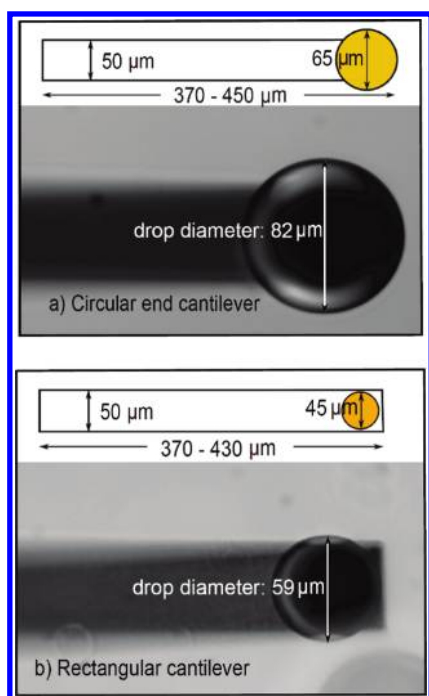 50 µm
65 µm
370 - 450 µm
drop diameter: 82 µm
a) Circular end cantilever
50 µm
45 µm
370 - 430 µm
drop diameter: 59 µm
b) Rectangular cantilever